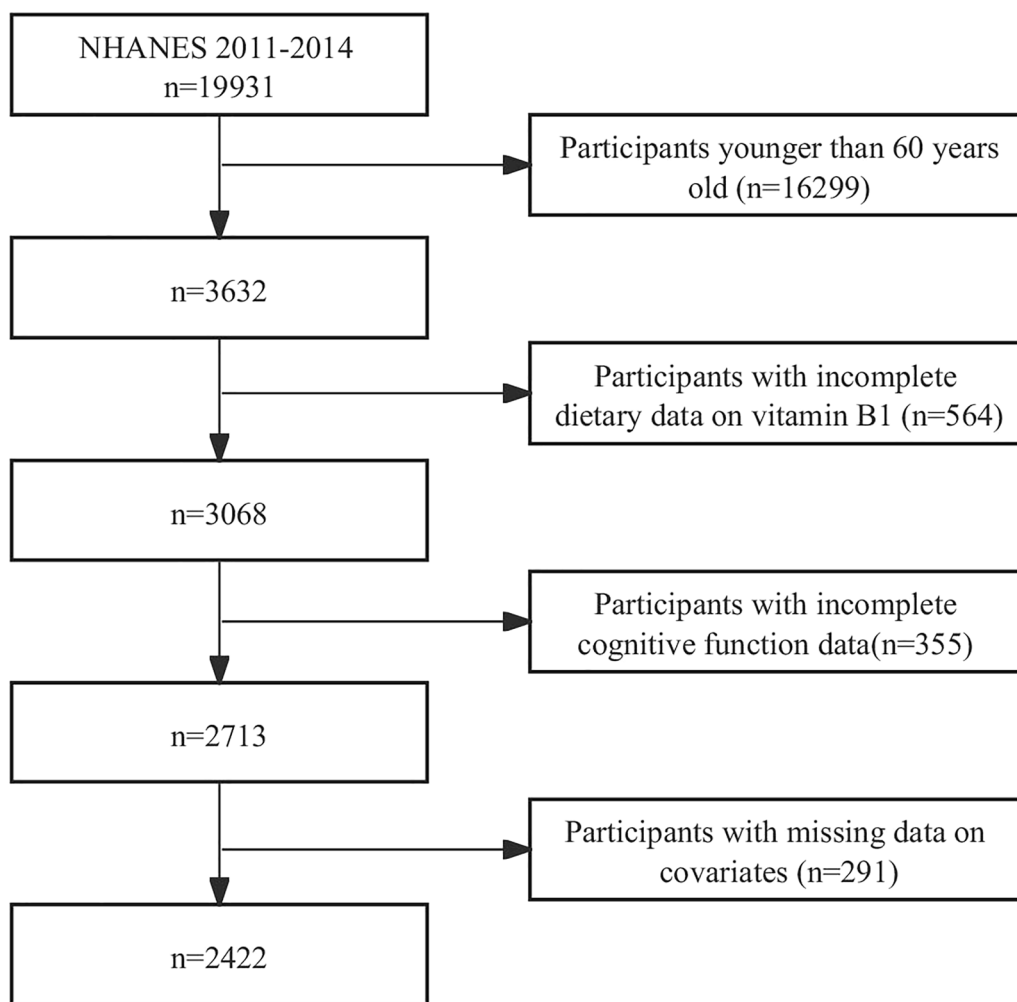 NHANES 2011-2014
n=19931
Participants younger than 60 years
old (n=16299)
n=3632
Participants with incomplete
dietary data on vitamin B1 (n=564)
n=3068
Participants with incomplete
cognitive function data(n=355)
n=2713
Participants with missing data on
covariates (n=291)
n=2422